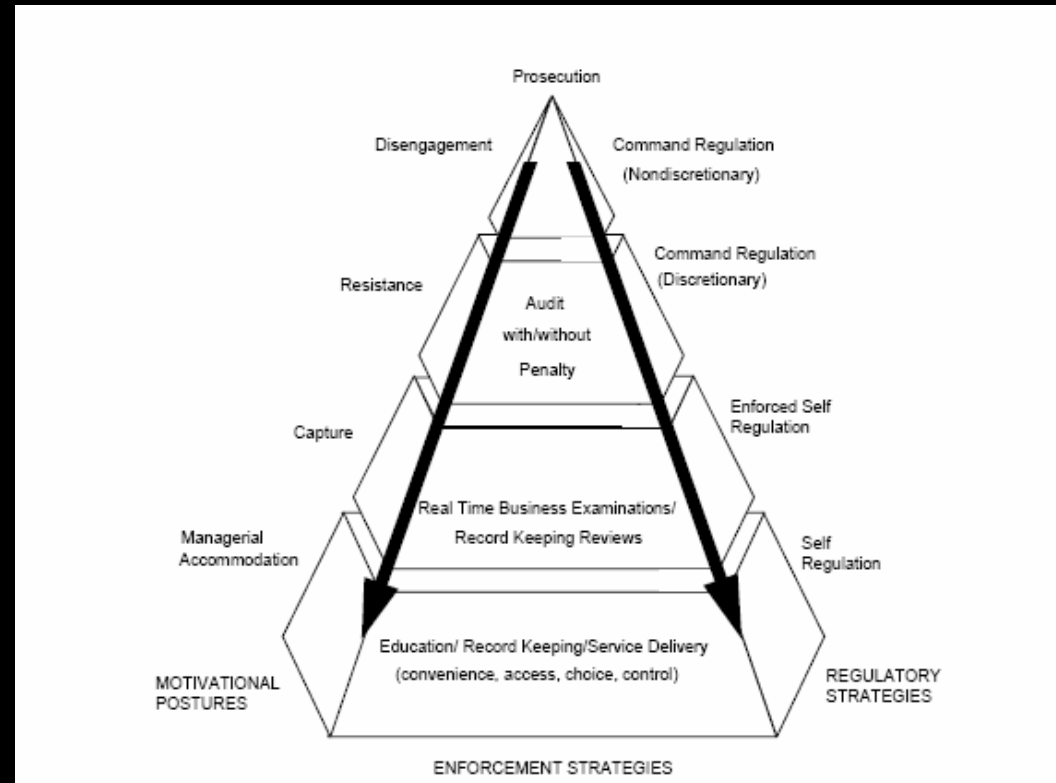 Prosecution
Disengagement
Command Regulation
(Nondiscretionary)
Resistance
Command Regulation
(Discretionary)
Audit
with/without
Penalty
Capture
Enforced Self
Regulation
Real Time Business Examinations/
Record Keeping Reviews
Managerial
Accommodation
Self
Regulation
Education/ Record Keeping/Service Delivery
(convenience, access, choice, control)
MOTIVATIONAL
POSTURES
REGULATORY
STRATEGIES
ENFORCEMENT STRATEGIES